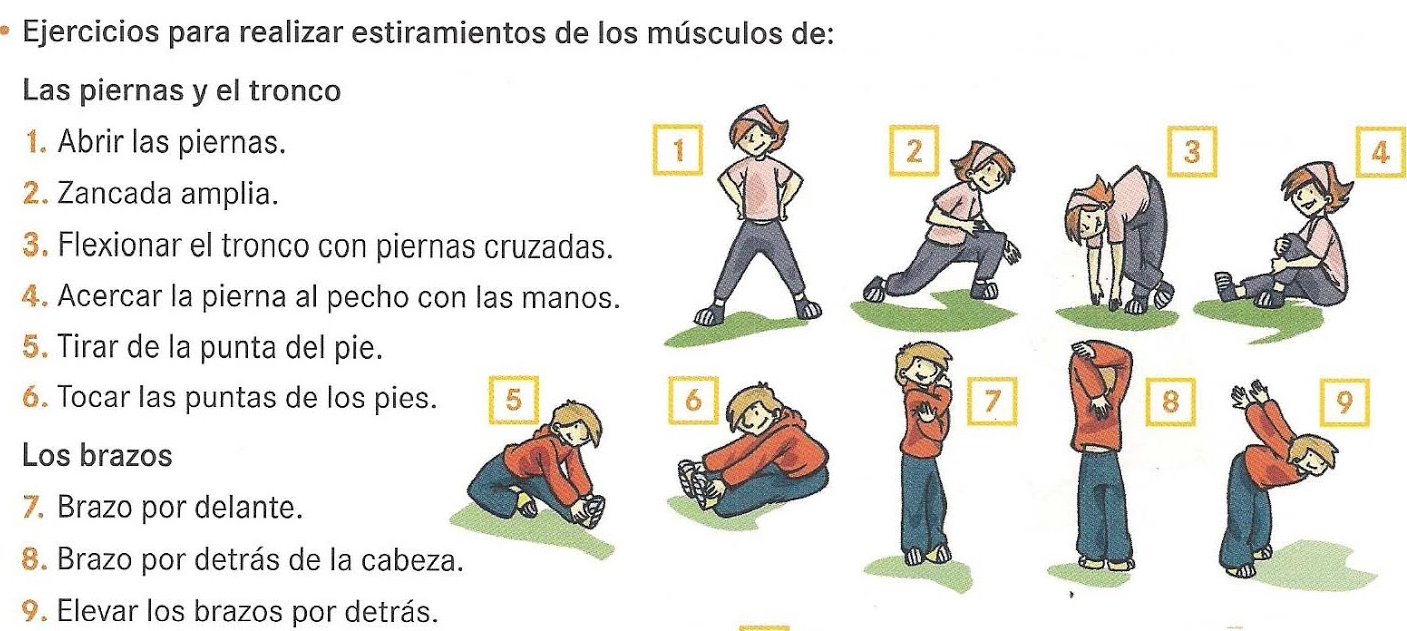 • Ejercicios para realizar estiramientos de los músculos de:
Las piernas y el tronco
1. Abrir las piernas.
2. Zancada amplia.
3. Flexionar el tronco con piernas cruzadas.
4. Acercar la pierna al pecho con las manos.
5. Tirar de la punta del pie.
6. Tocar las puntas de los pies.
Los brazos
7. Brazo por delante.
8. Brazo por detrás de la cabeza.
9. Elevar los brazos por detrás.
1
2
3
4
5
6
7
8
9